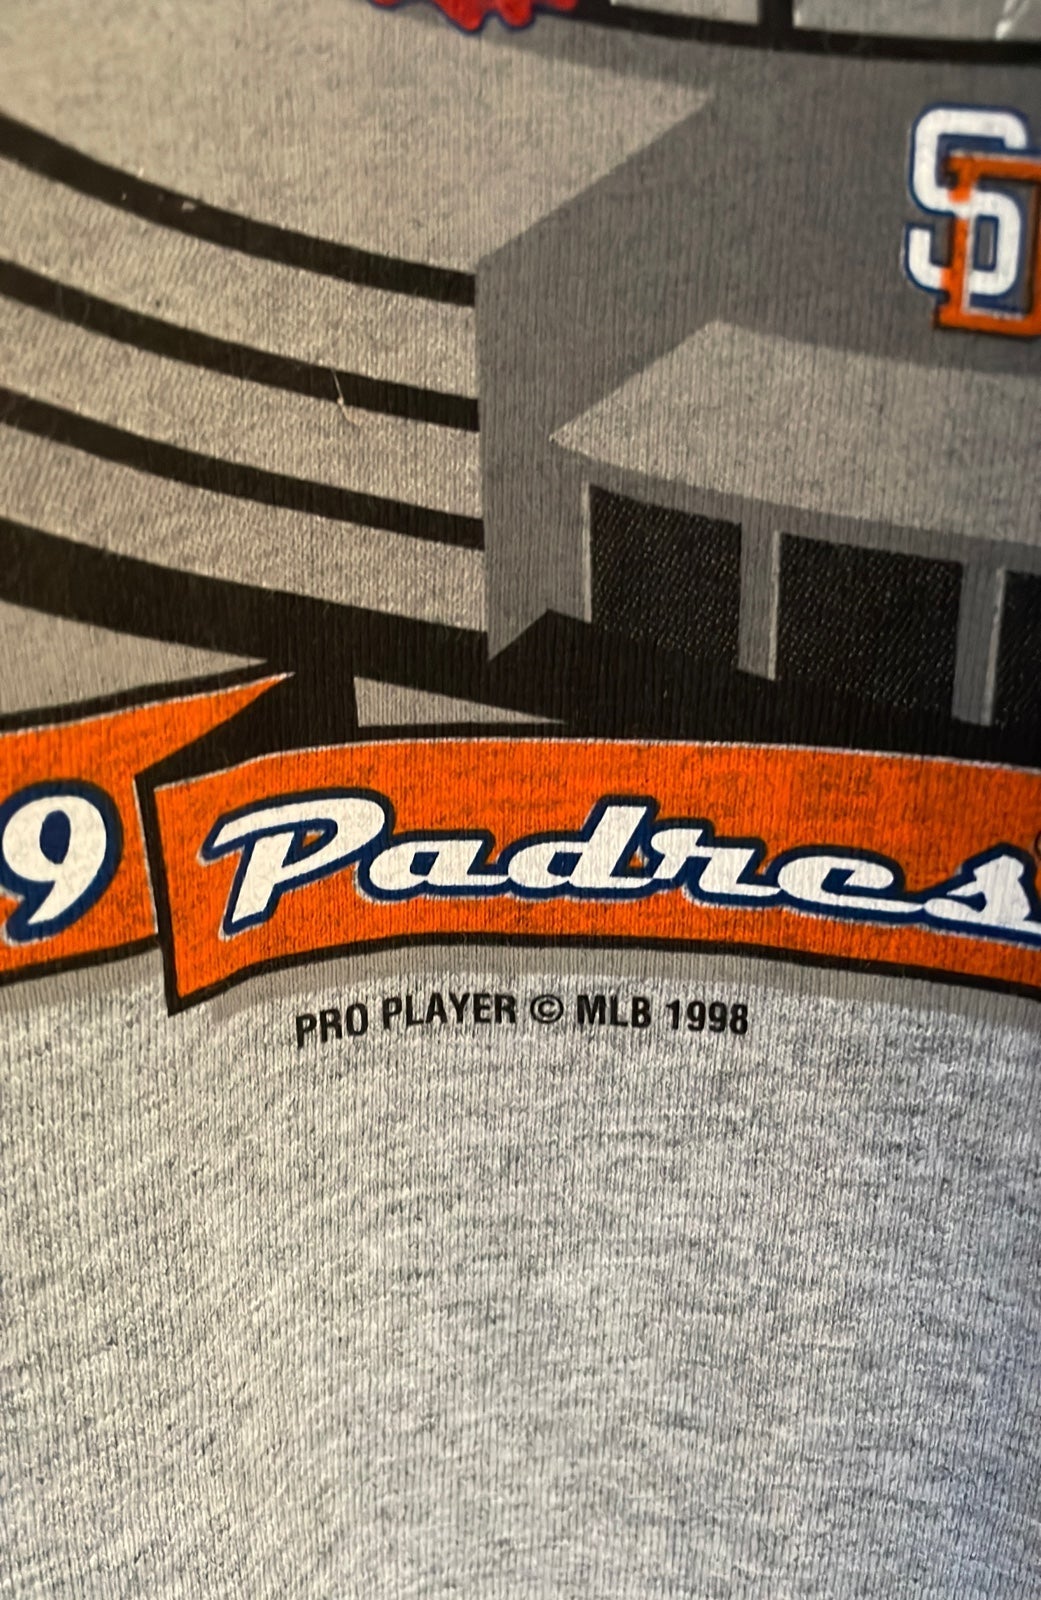 SD
9 Padres
PRO PLAYER © MLB 1998